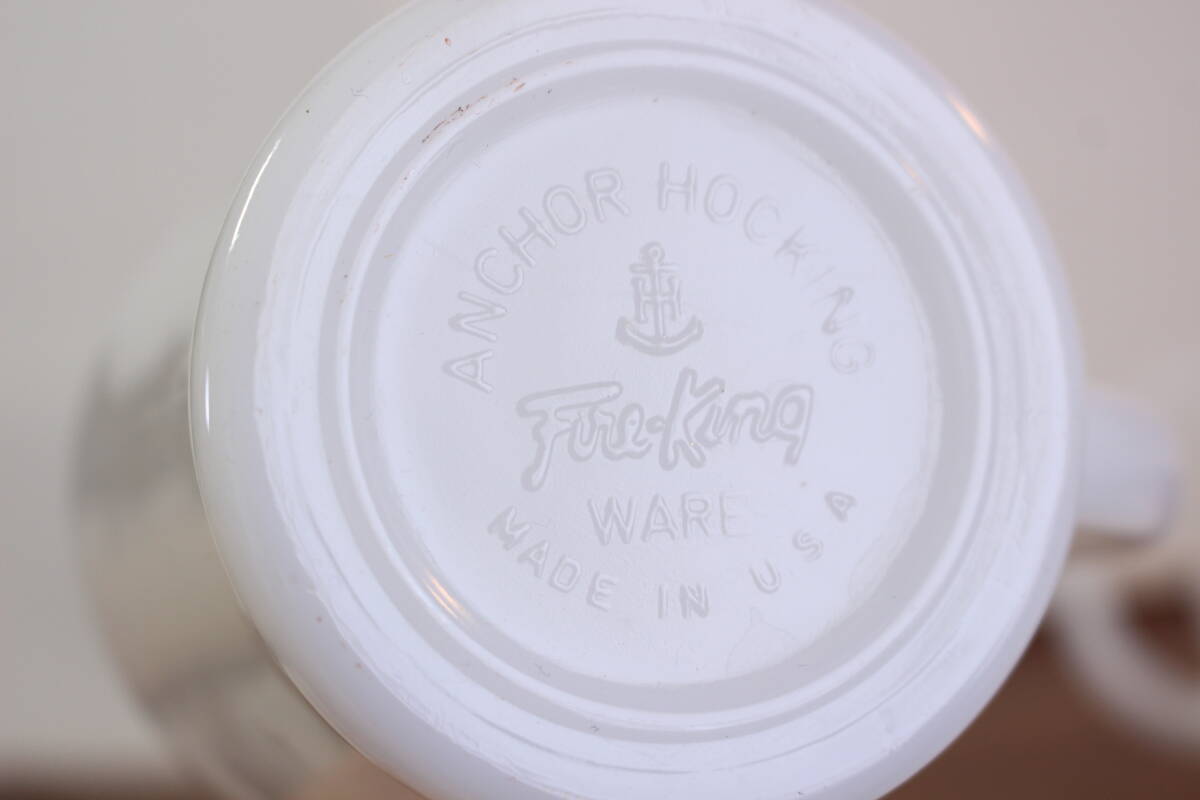 ANCHOR HOCKING
H
Fire-King
WARE
MADE IN U.S.A